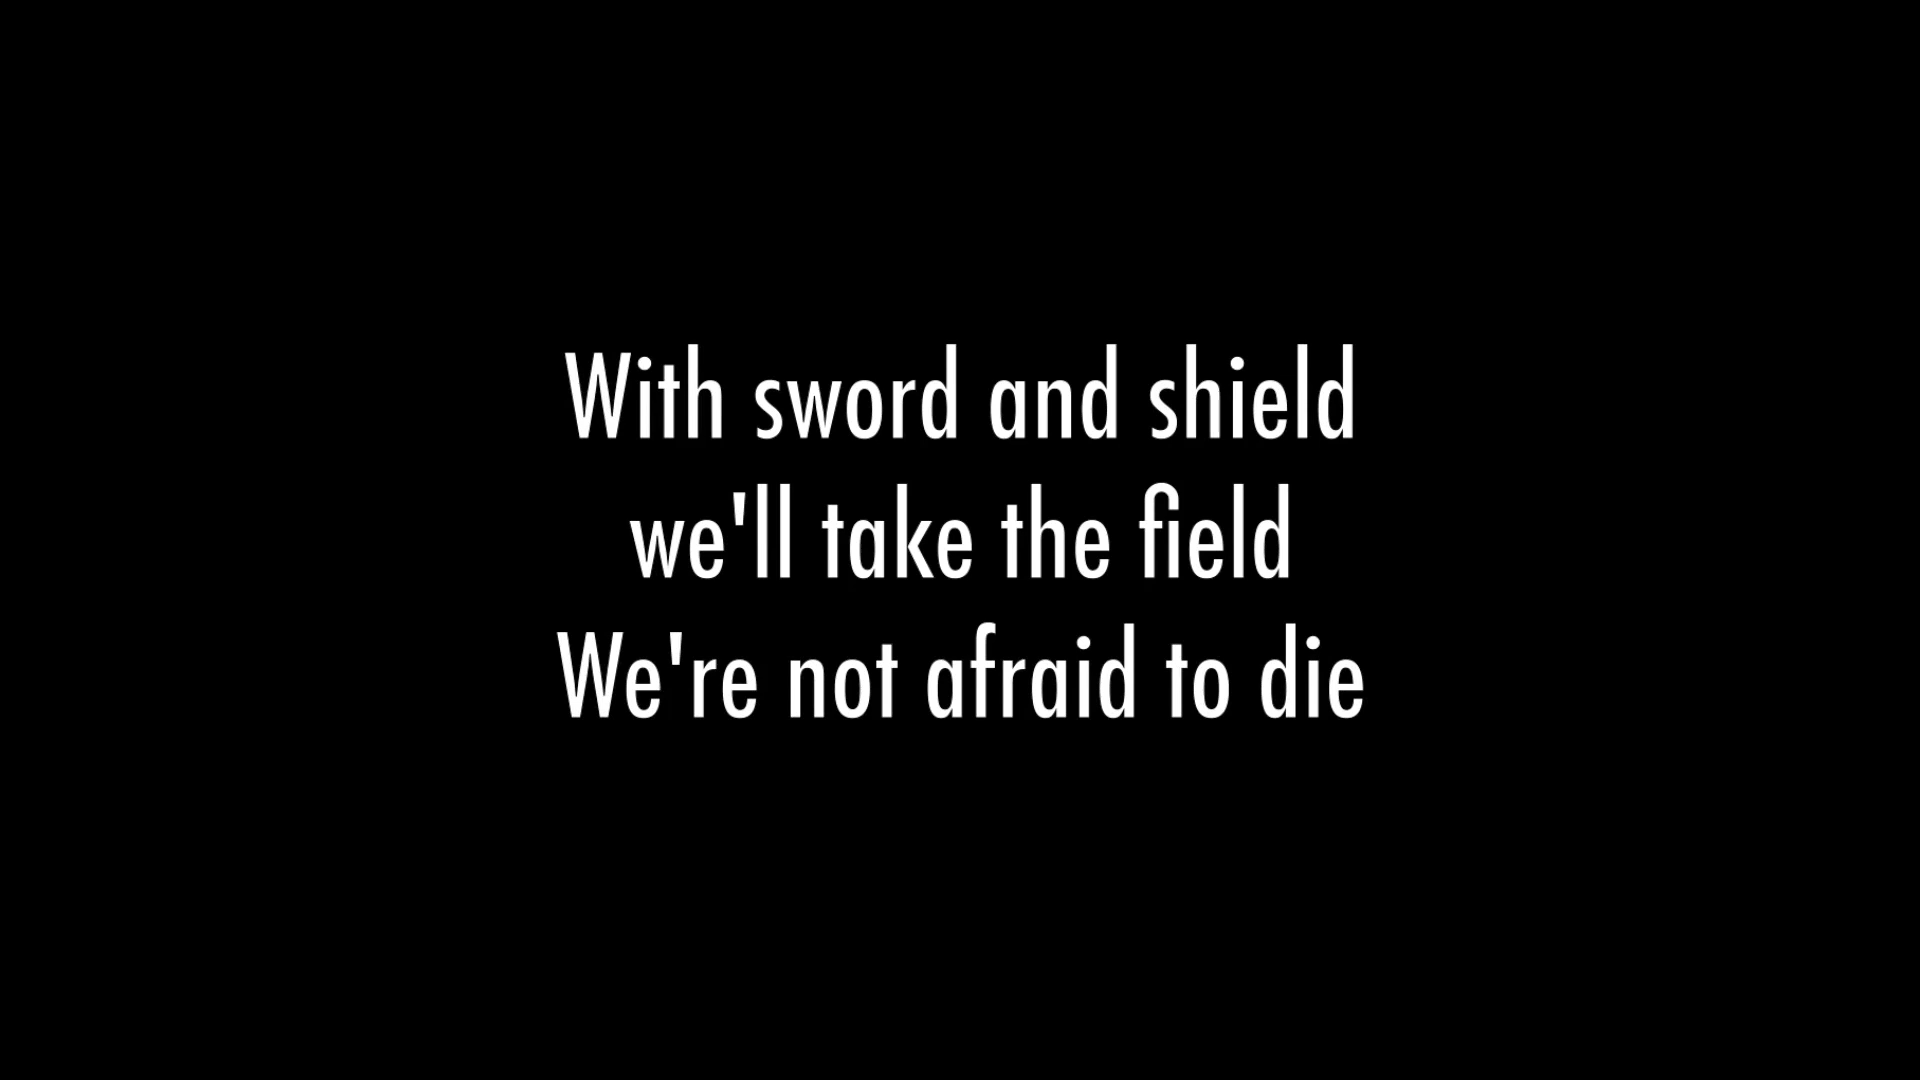 With sword and shield
we'll take the field
We're not afraid to die